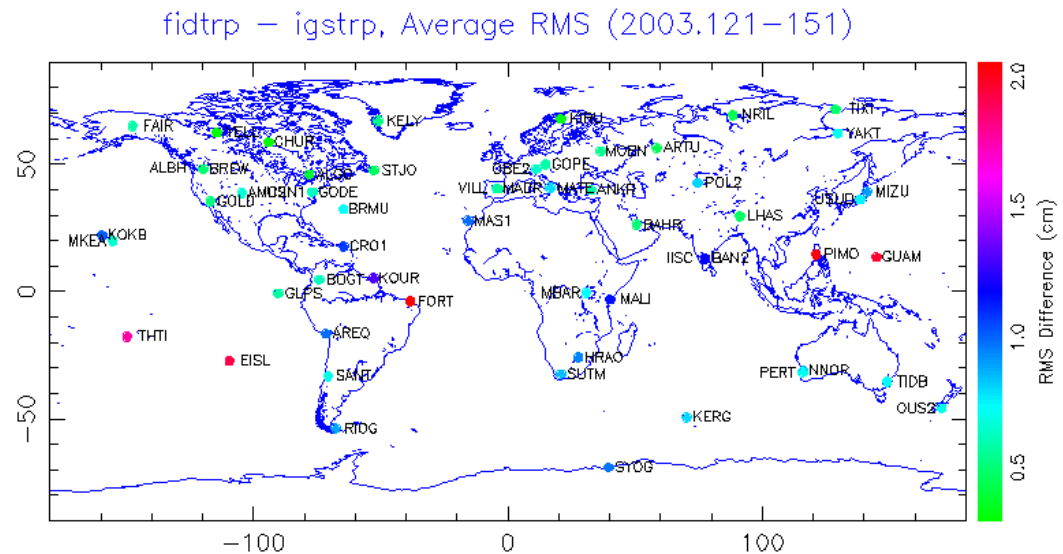 fidtrp − igstrp, Average RMS (2003.121−151)
2.0
1.5
1.0
0.5
RMS Difference (cm)
50
0
−50
−100
0
100
FAIR
YELL
CHUR
KELY
KIRU
NRIL
TIXI
YAKT
ALBH
BREW
ALGO
STJO
OBE2
GOPE
MOBN
ARTU
GOLD
AMC2
GODE
BRMU
VILL
MADR
MATE
ANKR
POL2
USUD
MIZU
MKEA
KOKB
CRO1
MAS1
BAHR
LHAS
IISC
BAN2
PIMO
GUAM
GLPS
BOGT
KOUR
FORT
MBAR
MALI
THTI
EISL
AREQ
SANT
HRAO
SUTM
PERT
NNOR
TIDB
OUS2
RIOG
KERG
SYOG